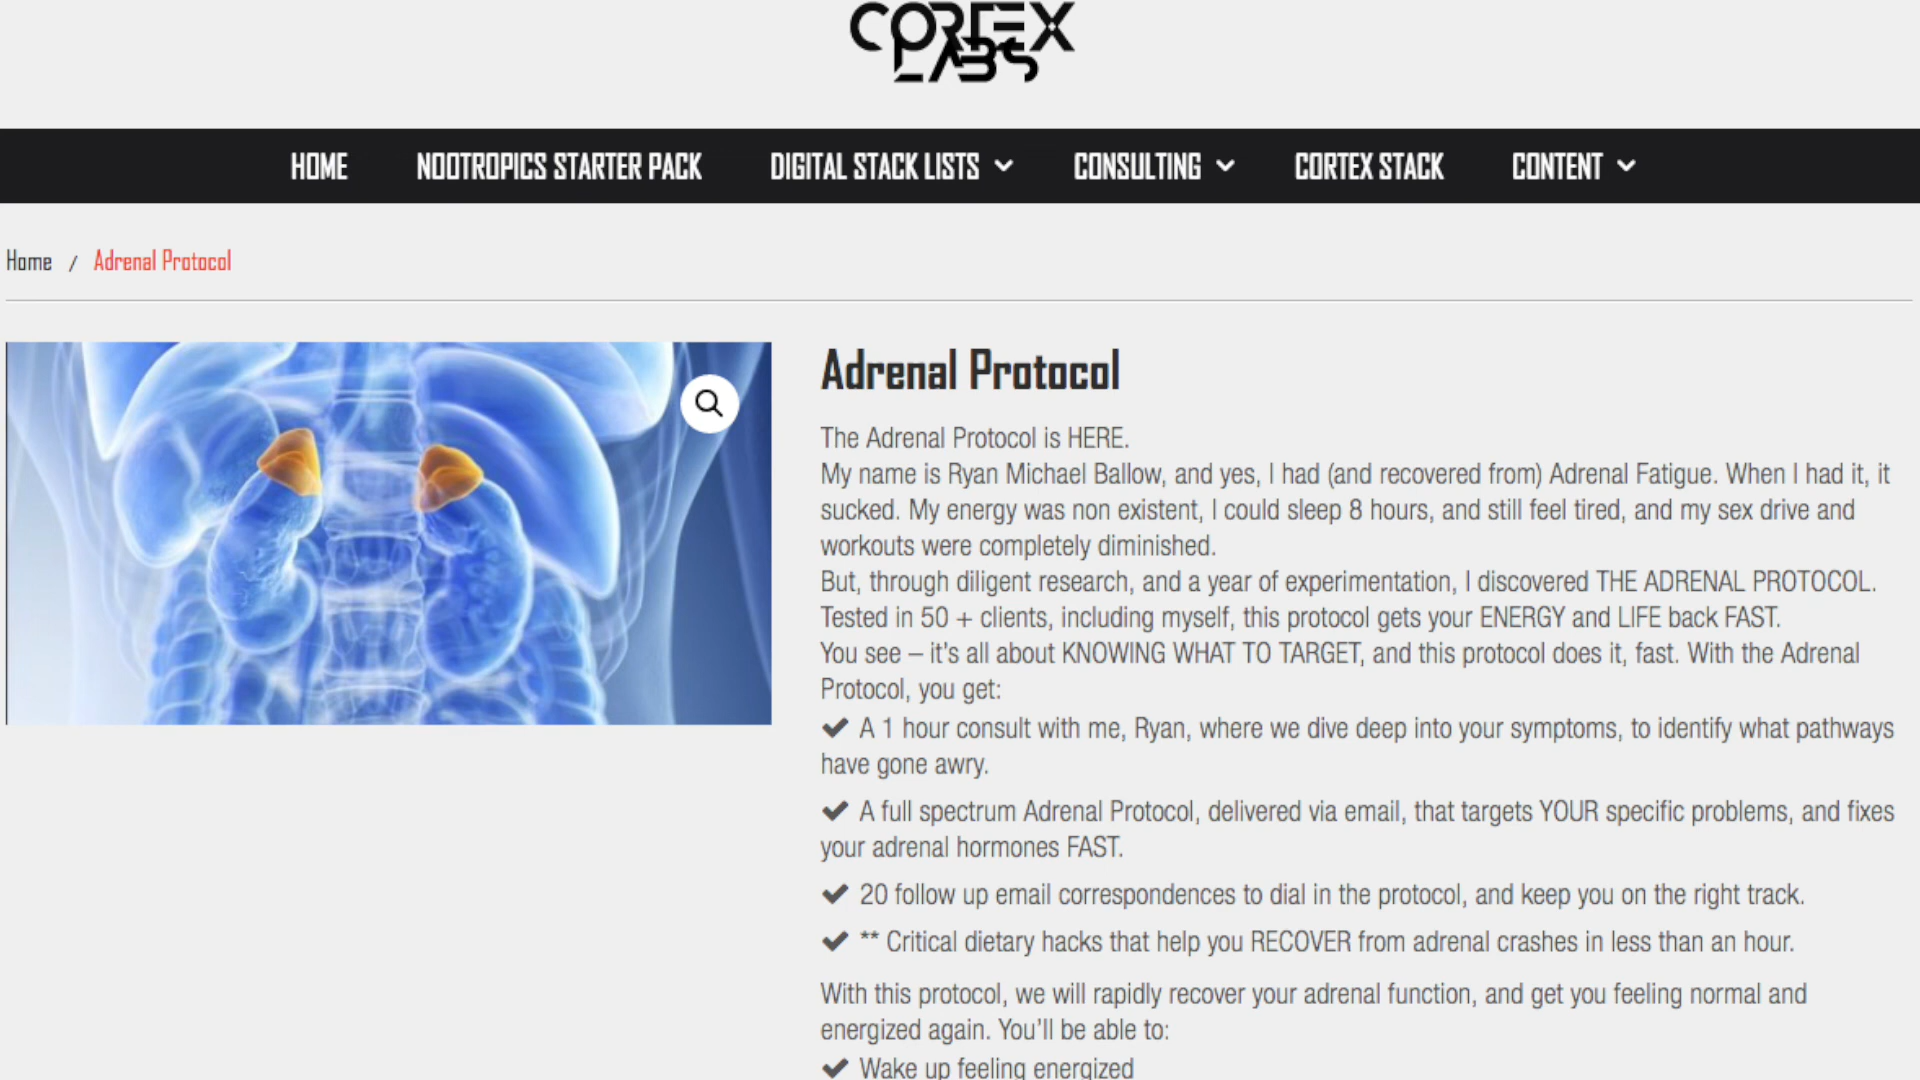 CORTEX
LABS
HOME NOOTROPICS STARTER PACK DIGITAL STACK LISTS CONSULTING CORTEX STACK CONTENT
Home / Adrenal Protocol
Adrenal Protocol
The Adrenal Protocol is HERE.
My name is Ryan Michael Ballow, and yes, I had (and recovered from) Adrenal Fatigue. When I had it, it
sucked. My energy was non existent, I could sleep 8 hours, and still feel tired, and my sex drive and
workouts were completely diminished.
But, through diligent research, and a year of experimentation, I discovered THE ADRENAL PROTOCOL.
Tested in 50 + clients, including myself, this protocol gets your ENERGY and LIFE back FAST.
You see – it's all about KNOWING WHAT TO TARGET, and this protocol does it, fast. With the Adrenal
Protocol, you get:
✔ A 1 hour consult with me, Ryan, where we dive deep into your symptoms, to identify what pathways
have gone awry.
✔ A full spectrum Adrenal Protocol, delivered via email, that targets YOUR specific problems, and fixes
your adrenal hormones FAST.
✔ 20 follow up email correspondences to dial in the protocol, and keep you on the right track.
✔ ** Critical dietary hacks that help you RECOVER from adrenal crashes in less than an hour.
With this protocol, we will rapidly recover your adrenal function, and get you feeling normal and
energized again. You'll be able to:
✔ Wake up feeling energized